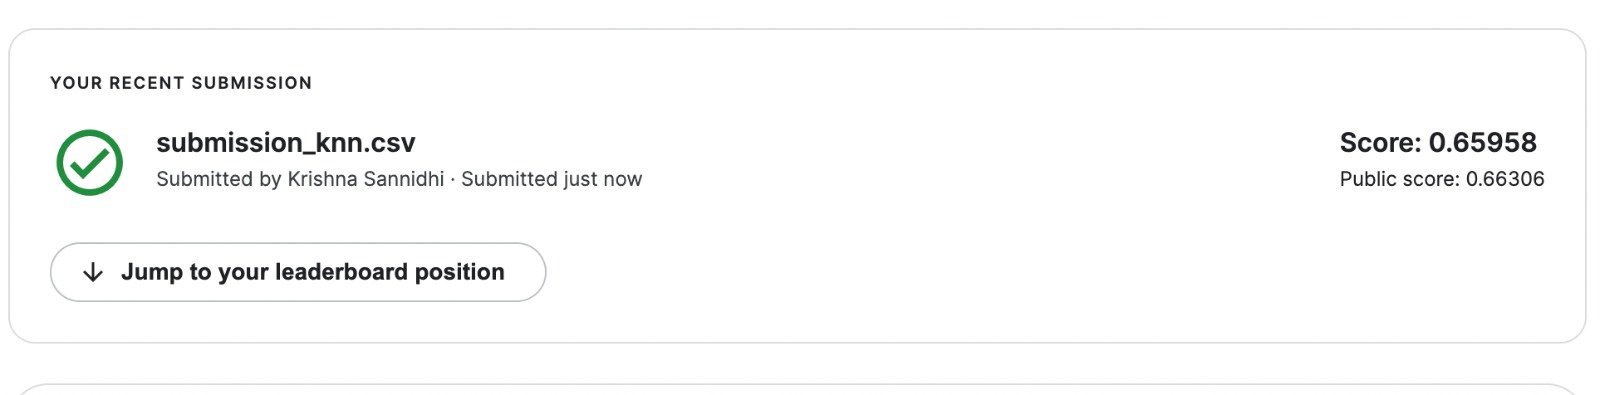 YOUR RECENT SUBMISSION
submission_knn.csv
Score: 0.65958
Submitted by Krishna Sannidhi · Submitted just now
Public score: 0.66306
Jump to your leaderboard position